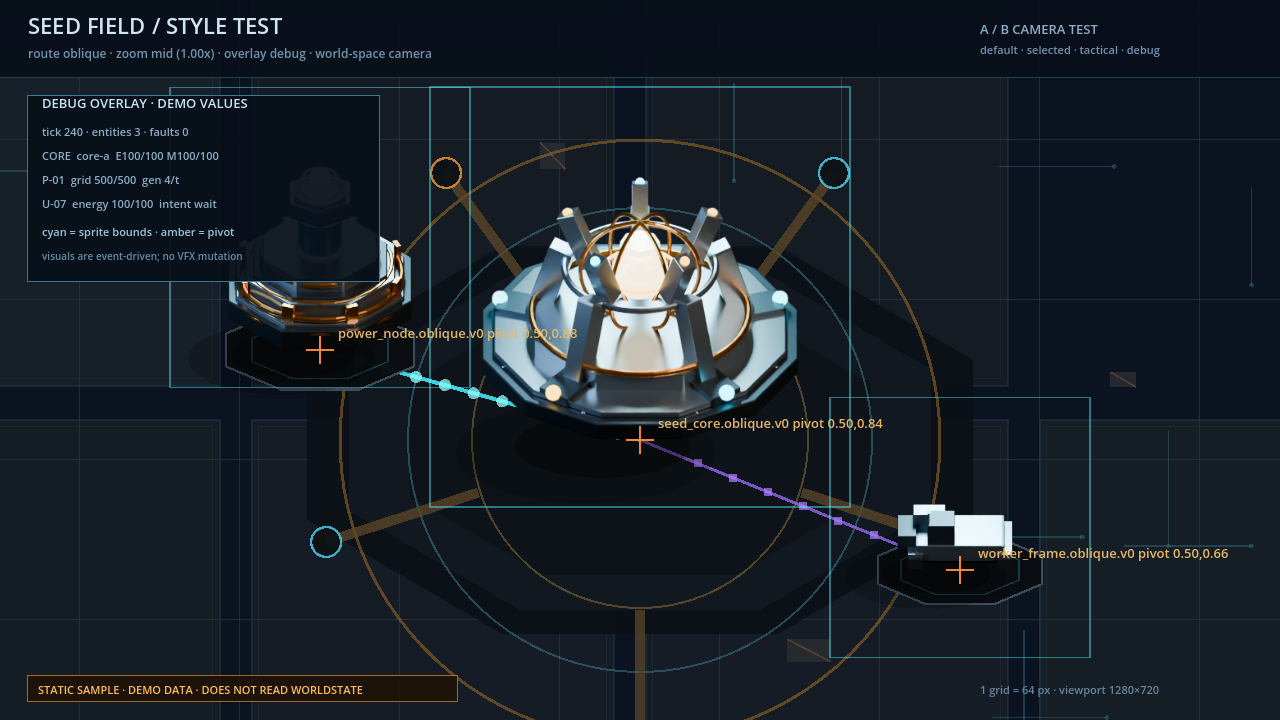 SEED FIELD / STYLE TEST
route oblique · zoom mid (1.00x) · overlay debug · world-space camera
A / B CAMERA TEST
default · selected · tactical · debug
DEBUG OVERLAY · DEMO VALUES
tick 240 · entities 3 · faults 0
CORE core-a E100/100 M100/100
P-01 grid 500/500 gen 4/t
U-07 energy 100/100 intent wait
cyan = sprite bounds · amber = pivot
visuals are event-driven; no VFX mutation
power_node.oblique.v0 pivot 0.50,0.88
seed_core.oblique.v0 pivot 0.50,0.84
worker_frame.oblique.v0 pivot 0.50,0.66
STATIC SAMPLE · DEMO DATA · DOES NOT READ WORLDSTATE
1 grid = 64 px · viewport 1280×720